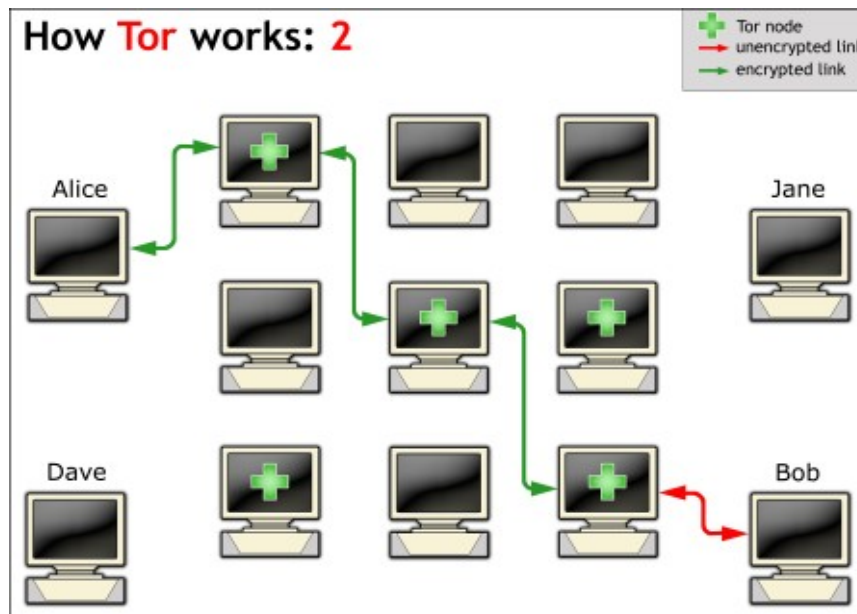 How Tor works: 2
Tor node
unencrypted link
encrypted link
Alice
Jane
Dave
Bob